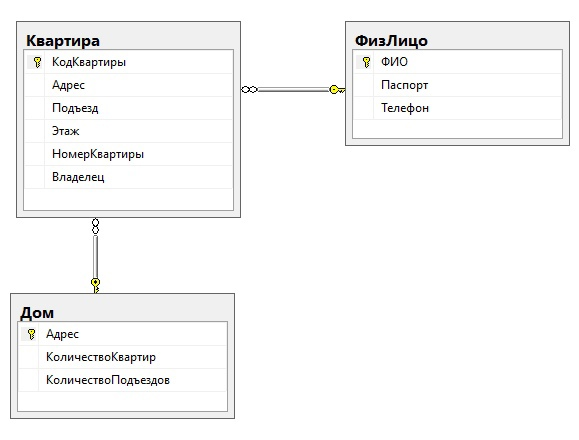 Квартира
КодКвартиры
Адрес
Подъезд
Этаж
НомерКвартиры
Владелец
ФизЛицо
ФИО
Паспорт
Телефон
Дом
Адрес
КоличествоКвартир
КоличествоПодъездов